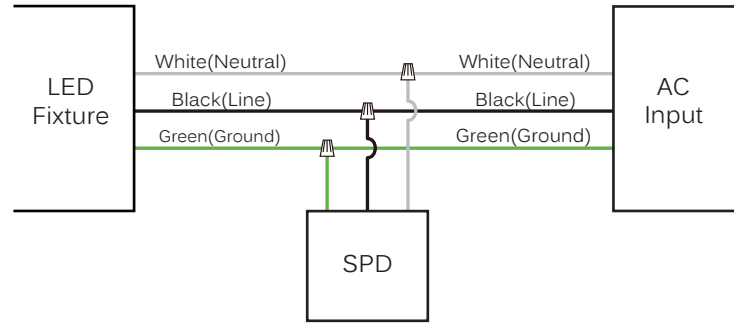 LED
Fixture
White(Neutral)
White(Neutral)
Black(Line)
Black(Line)
Green(Ground)
Green(Ground)
AC
Input
SPD